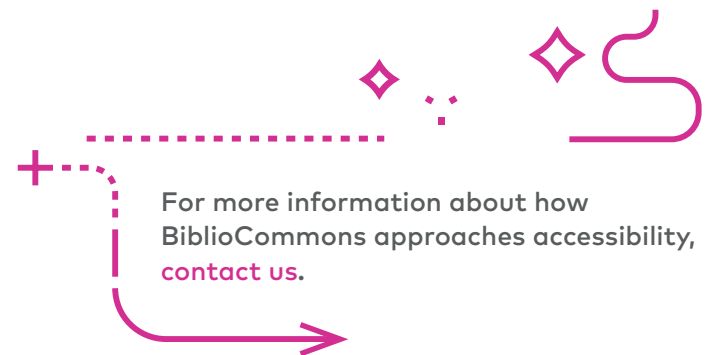 For more information about how
BiblioCommons approaches accessibility,
contact us.